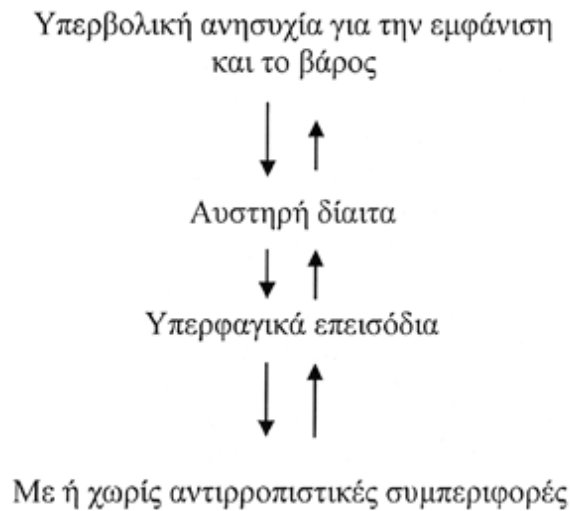 Υπερβολική ανησυχία για την εμφάνιση
και το βάρος
Αυστηρή δίαιτα
Υπερφαγικά επεισόδια
Με ή χωρίς αντιρροπιστικές συμπεριφορές